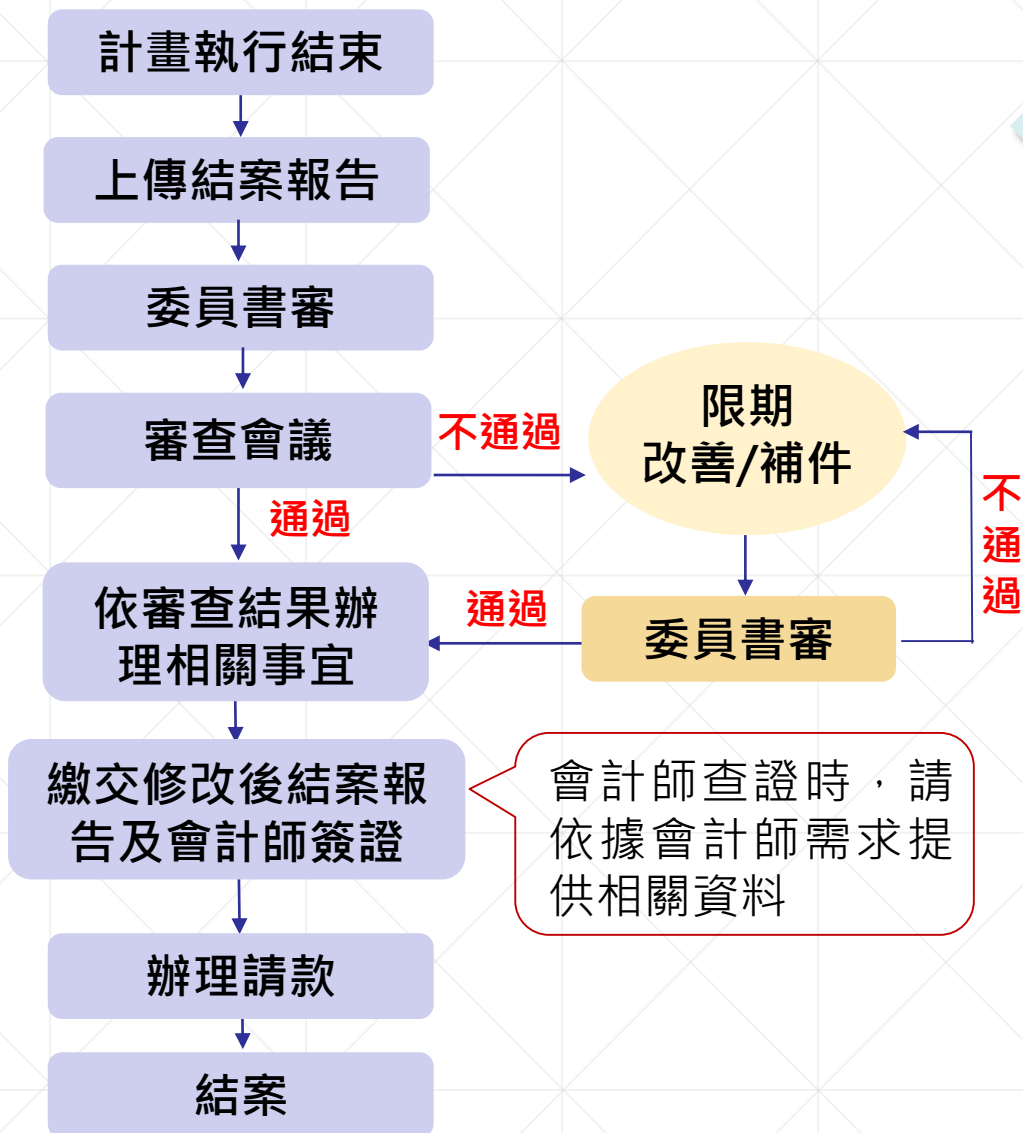 計畫執行結束
上傳結案報告
委員書審
審查會議
不通過
限期
改善/補件
不
通
過
通過
依審查結果辦
理相關事宜
通過
委員書審
繳交修改後結案報
告及會計師簽證
會計師查證時，請
依據會計師需求提
供相關資料
辦理請款
結案